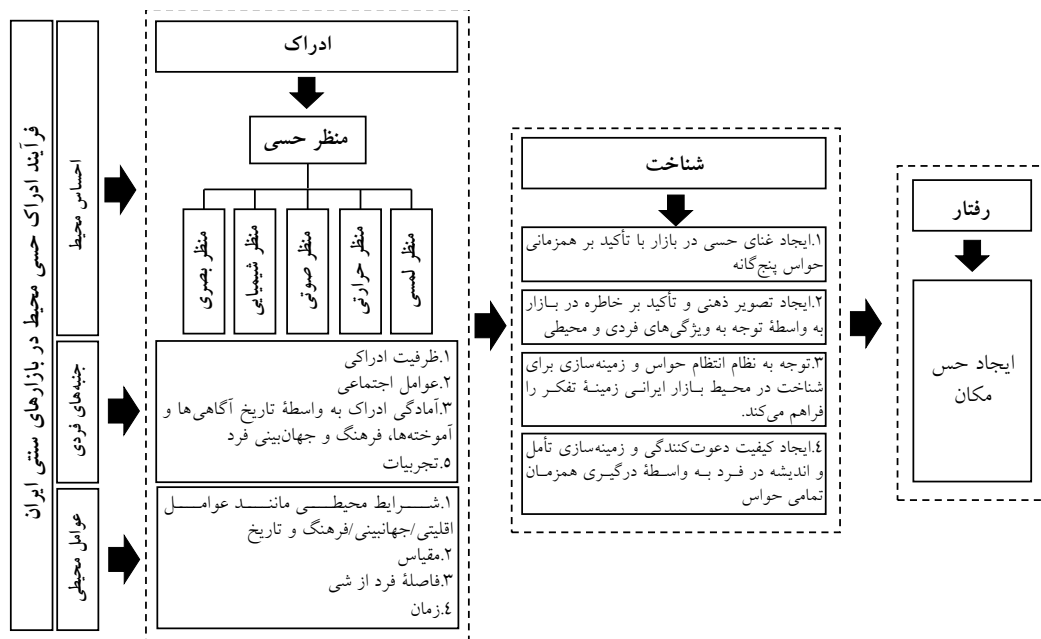 فرآیند ادراک حسی محیط در بازارهای سنتی ایران
احساس محیط
جنبه‌های فردی
عوامل محیطی
ادراک
منظر حسی
منظر بصری
منظر شیمیایی
منظر صوتی
منظر حرارتی
منظر لمسی
۱.ظرفیت ادراکی
۲.عوامل اجتماعی
۳.آمادگی ادراک به واسطهٔ تاریخ آگاهی‌ها و
آموخته‌ها، فرهنگ و جهان‌بینی فرد
۵.تجربیات
۱.شرایط محیطی مانند عوامل
اقلیتی/جهانبینی/فرهنگ و تاریخ
۲.مقیاس
۳.فاصلهٔ فرد از شی
۴.زمان
شناخت
۱.ایجاد غنای حسی در بازار با تأکید بر همزمانی
حواس پنج‌گانه
۲.ایجاد تصویر ذهنی و تأکید بر خاطره در بازار
به واسطهٔ توجه به ویژگی‌های فردی و محیطی
۳.توجه به نظام انتظام حواس و زمینه‌سازی برای
شناخت در محیط بازار ایرانی زمینهٔ تفکر را
فراهم می‌کند.
۴.ایجاد کیفیت دعوت‌کنندگی و زمینه‌سازی تأمل
و اندیشه در فرد به واسطهٔ درگیری همزمان
تمامی حواس
رفتار
ایجاد حس
مکان